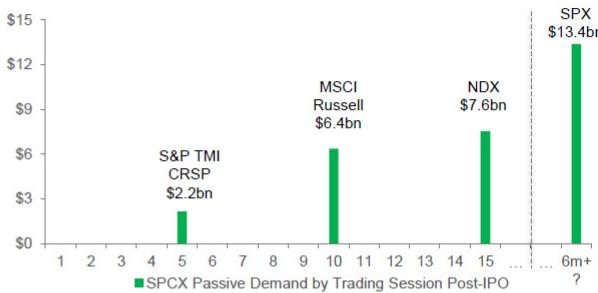 SPX
$13.4br
$15
$12
$9
$6
$3
$0
MSCI
Russell
$6.4bn
NDX
$7.6bn
S&P TMI
CRSP
$2.2bn
1 2 3 4 5 6 7 8 9 10 11 12 13 14 15 ... ... 6m+
?
SPCX Passive Demand by Trading Session Post-IPO